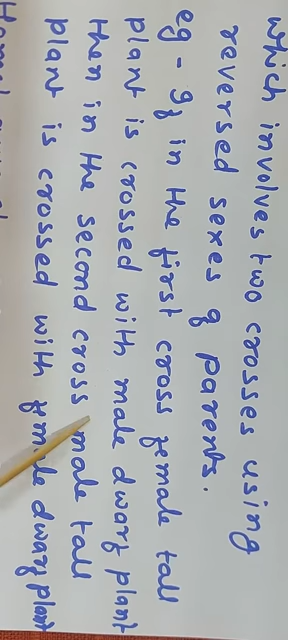 which involves two crosses using
reversed sexes of parents.
eg - If in the first cross female tall
plant is crossed with male dwarf plant
then in the second cross male tall
plant is crossed with female dwarf plant